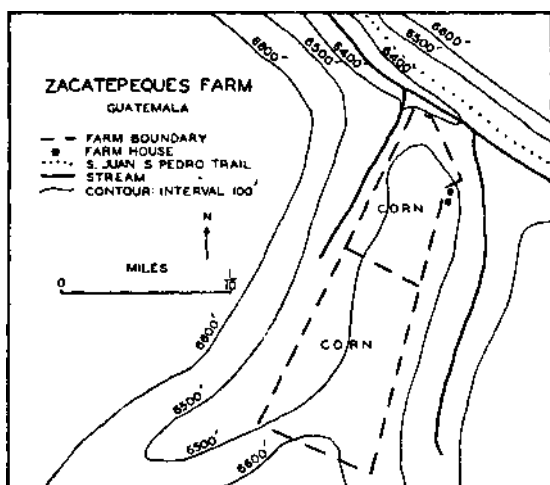 ZACATEPEQUES FARM
GUATEMALA
FARM BOUNDARY
FARM HOUSE
S. JUAN S PEDRO TRAIL
STREAM
CONTOUR: INTERVAL 100'
N
MILES
0 1/10
6600'
6500'
6400'
6600'
6500'
6400'
CORN
CORN
6600'
6500'
6500'
6600'